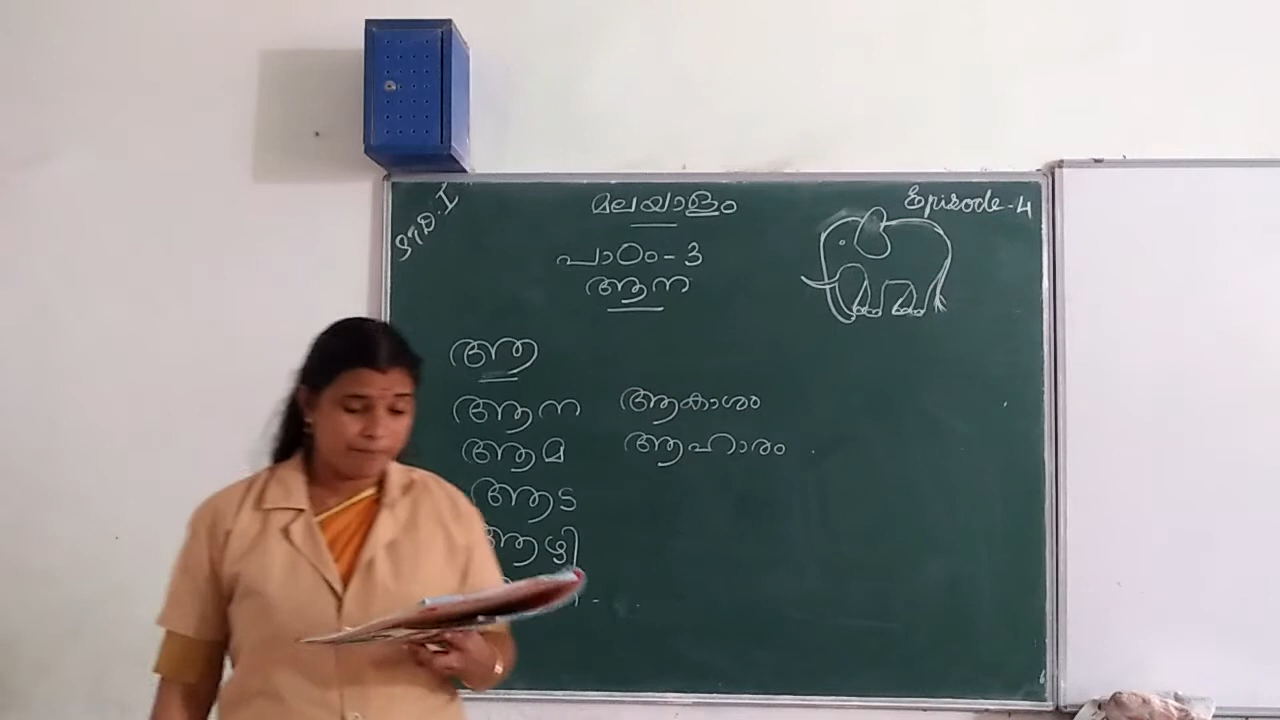 STD. I
മലയാളം
Episode-4
പാഠം-3
ആന
ആ
ആന ആകാശം
ആമ ആഹാരം
ആട
ആഴി